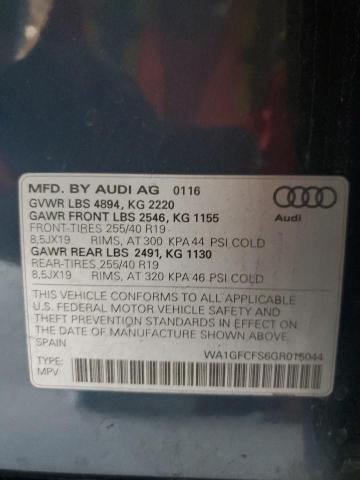 MFD. BY AUDI AG 0116
GVWR LBS 4894, KG 2220
GAWR FRONT LBS 2546, KG 1155
FRONT-TIRES 255/40 R19
8,5JX19 RIMS, AT 300 KPA 44 PSI COLD
GAWR REAR LBS 2491, KG 1130
REAR-TIRES 255/40 R19
8,5JX19 RIMS, AT 320 KPA 46 PSI COLD
Audi
THIS VEHICLE CONFORMS TO ALL APPLICABLE
U.S. FEDERAL MOTOR VEHICLE SAFETY AND
THEFT PREVENTION STANDARDS IN EFFECT ON
THE DATE OF MANUFACTURE SHOWN ABOVE.
SPAIN
WA1GFCFS6GR015044
TYPE:
MPV